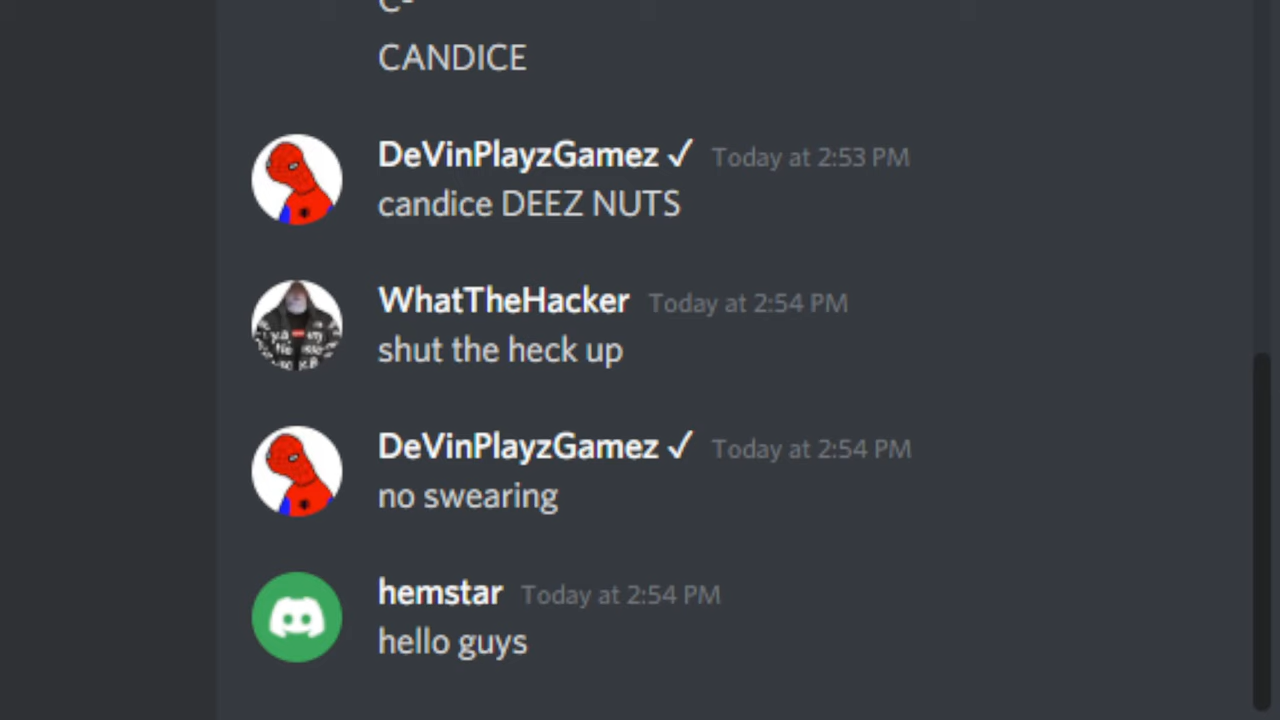 C-
CANDICE
DeVinPlayzGamez ✓ Today at 2:53 PM
candice DEEZ NUTS
WhatTheHacker Today at 2:54 PM
shut the heck up
DeVinPlayzGamez ✓ Today at 2:54 PM
no swearing
hemstar Today at 2:54 PM
hello guys